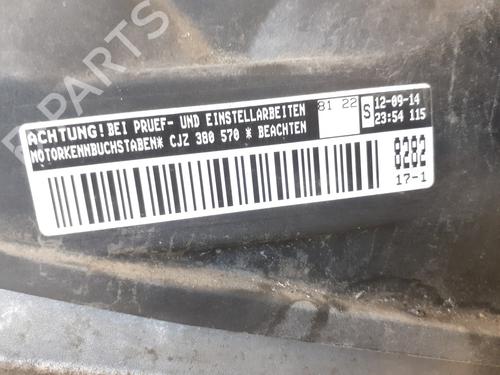 ACHTUNG! BEI PRUEF- UND EINSTELLARBEITEN
MOTORKENNBUCHSTABEN* CJZ 380 570 * BEACHTEN
81 22
S
12-09-14
23:54 115
8282
17-1
B PARTS